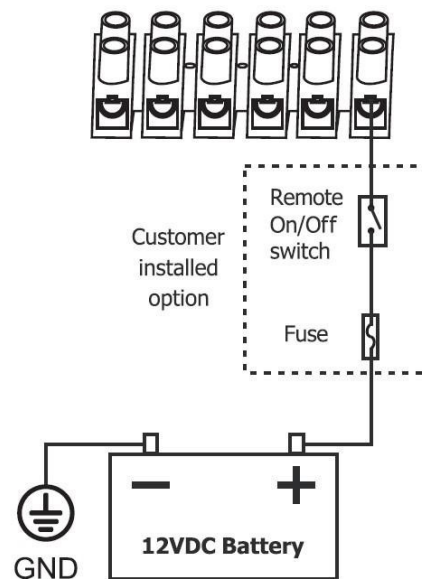 Remote
On/Off
switch
Customer
installed
option
Fuse
— +
12VDC Battery
GND